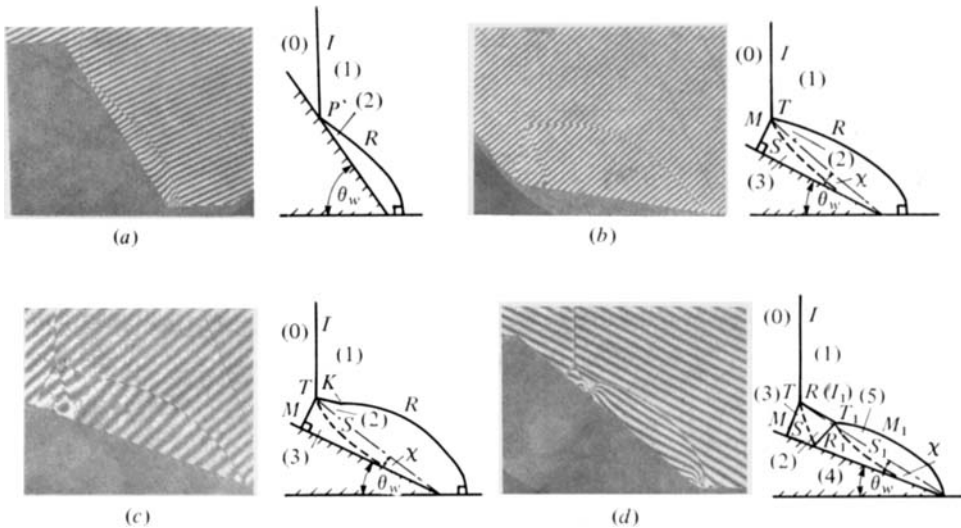 (0) I
(1)
P (2)
R
θw
(a)
(0) I
(1)
M T R
S (2)
(3) χ
θw
(b)
(0) I
(1)
T K
M (2) R
S
(3) χ
θw
(c)
(0) I
(1)
(3) T R (I1) (5)
M S T1 M1
R1 S1 χ
(2) (4) θw
(d)